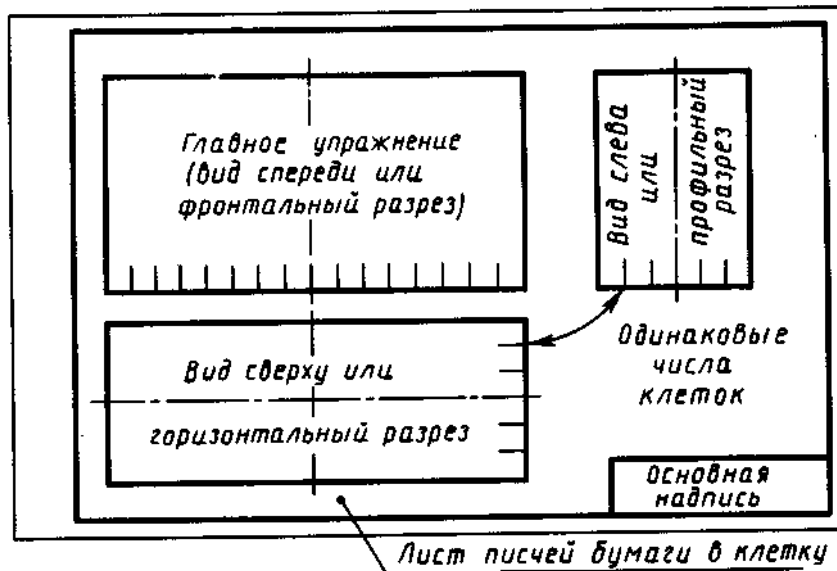 Главное упражнение
(вид спереди или
фронтальный разрез)
Вид слева
или
профильный
разрез
Вид сверху или
горизонтальный разрез
Одинаковые
числа
клеток
Основная
надпись
Лист писчей бумаги в клетку